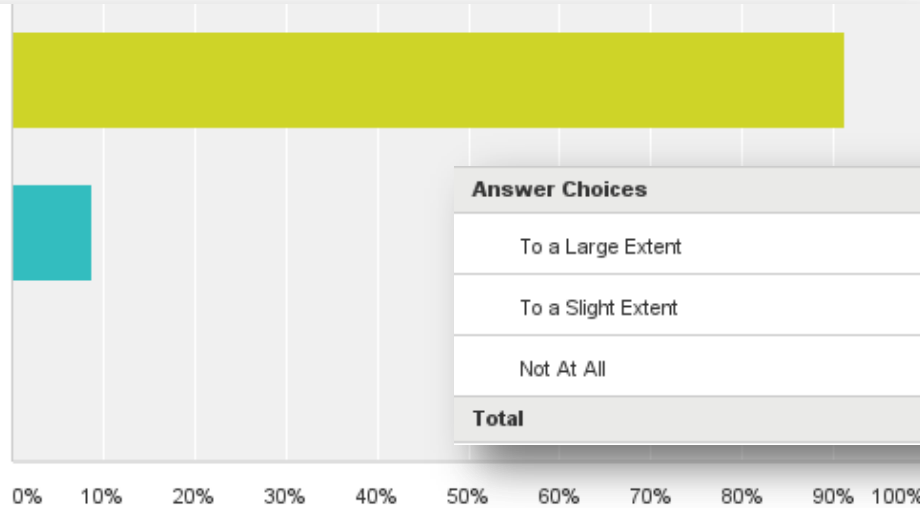 Answer Choices
To a Large Extent
To a Slight Extent
Not At All
Total
0% 10% 20% 30% 40% 50% 60% 70% 80% 90% 100%